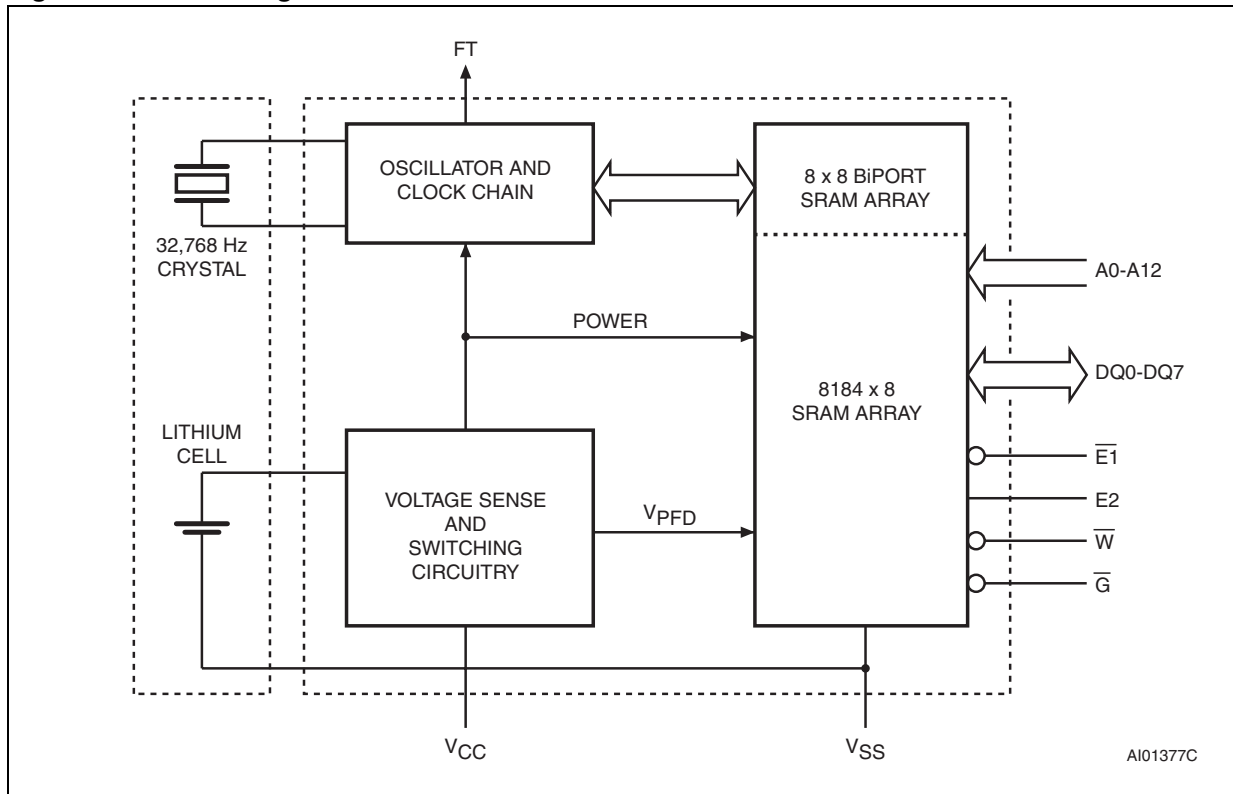 FT
OSCILLATOR AND
CLOCK CHAIN
8 x 8 BiPORT
SRAM ARRAY
32,768 Hz
CRYSTAL
A0-A12
POWER
DQ0-DQ7
8184 x 8
SRAM ARRAY
LITHIUM
CELL
E1
VOLTAGE SENSE
AND
SWITCHING
CIRCUITRY
VPFD
E2
W
G
VCC
VSS
AI01377C